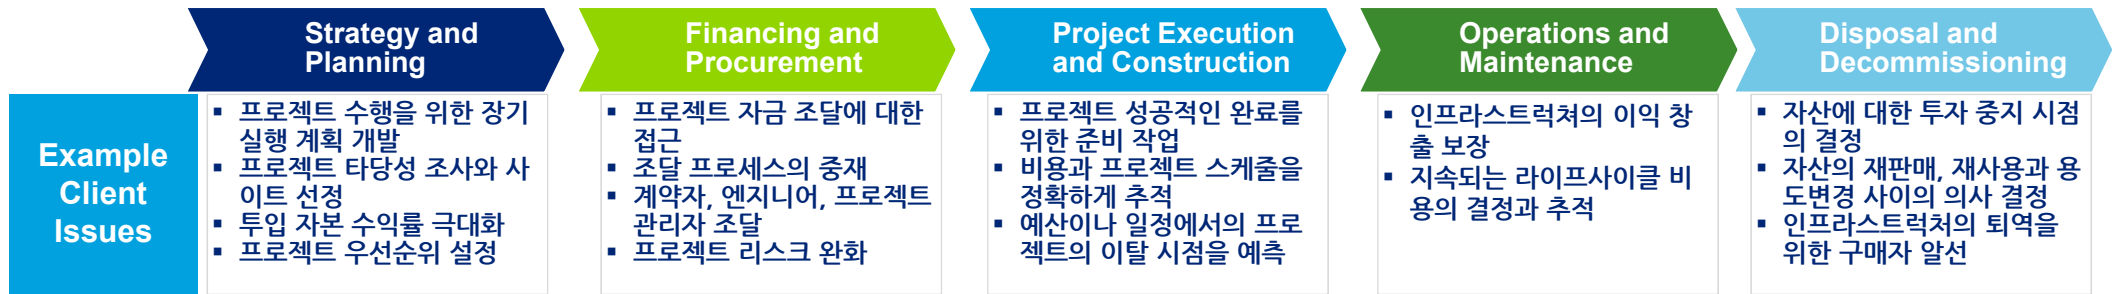 Strategy and
Planning
Financing and
Procurement
Project Execution
and Construction
Operations and
Maintenance
Disposal and
Decommissioning
Example
Client
Issues
▪ 프로젝트 수행을 위한 장기
실행 계획 개발
▪ 프로젝트 타당성 조사와 사
이트 선정
▪ 투입 자본 수익률 극대화
▪ 프로젝트 우선순위 설정
▪ 프로젝트 자금 조달에 대한
접근
▪ 조달 프로세스의 중재
▪ 계약자, 엔지니어, 프로젝트
관리자 조달
▪ 프로젝트 리스크 완화
▪ 프로젝트 성공적인 완료를
위한 준비 작업
▪ 비용과 프로젝트 스케줄을
정확하게 추적
▪ 예산이나 일정에서의 프로
젝트의 이탈 시점을 예측
▪ 인프라스트럭쳐의 이익 창
출 보장
▪ 지속되는 라이프사이클 비
용의 결정과 추적
▪ 자산에 대한 투자 중지 시점
의 결정
▪ 자산의 재판매, 재사용과 용
도변경 사이의 의사 결정
▪ 인프라스트럭처의 퇴역을
위한 구매자 알선